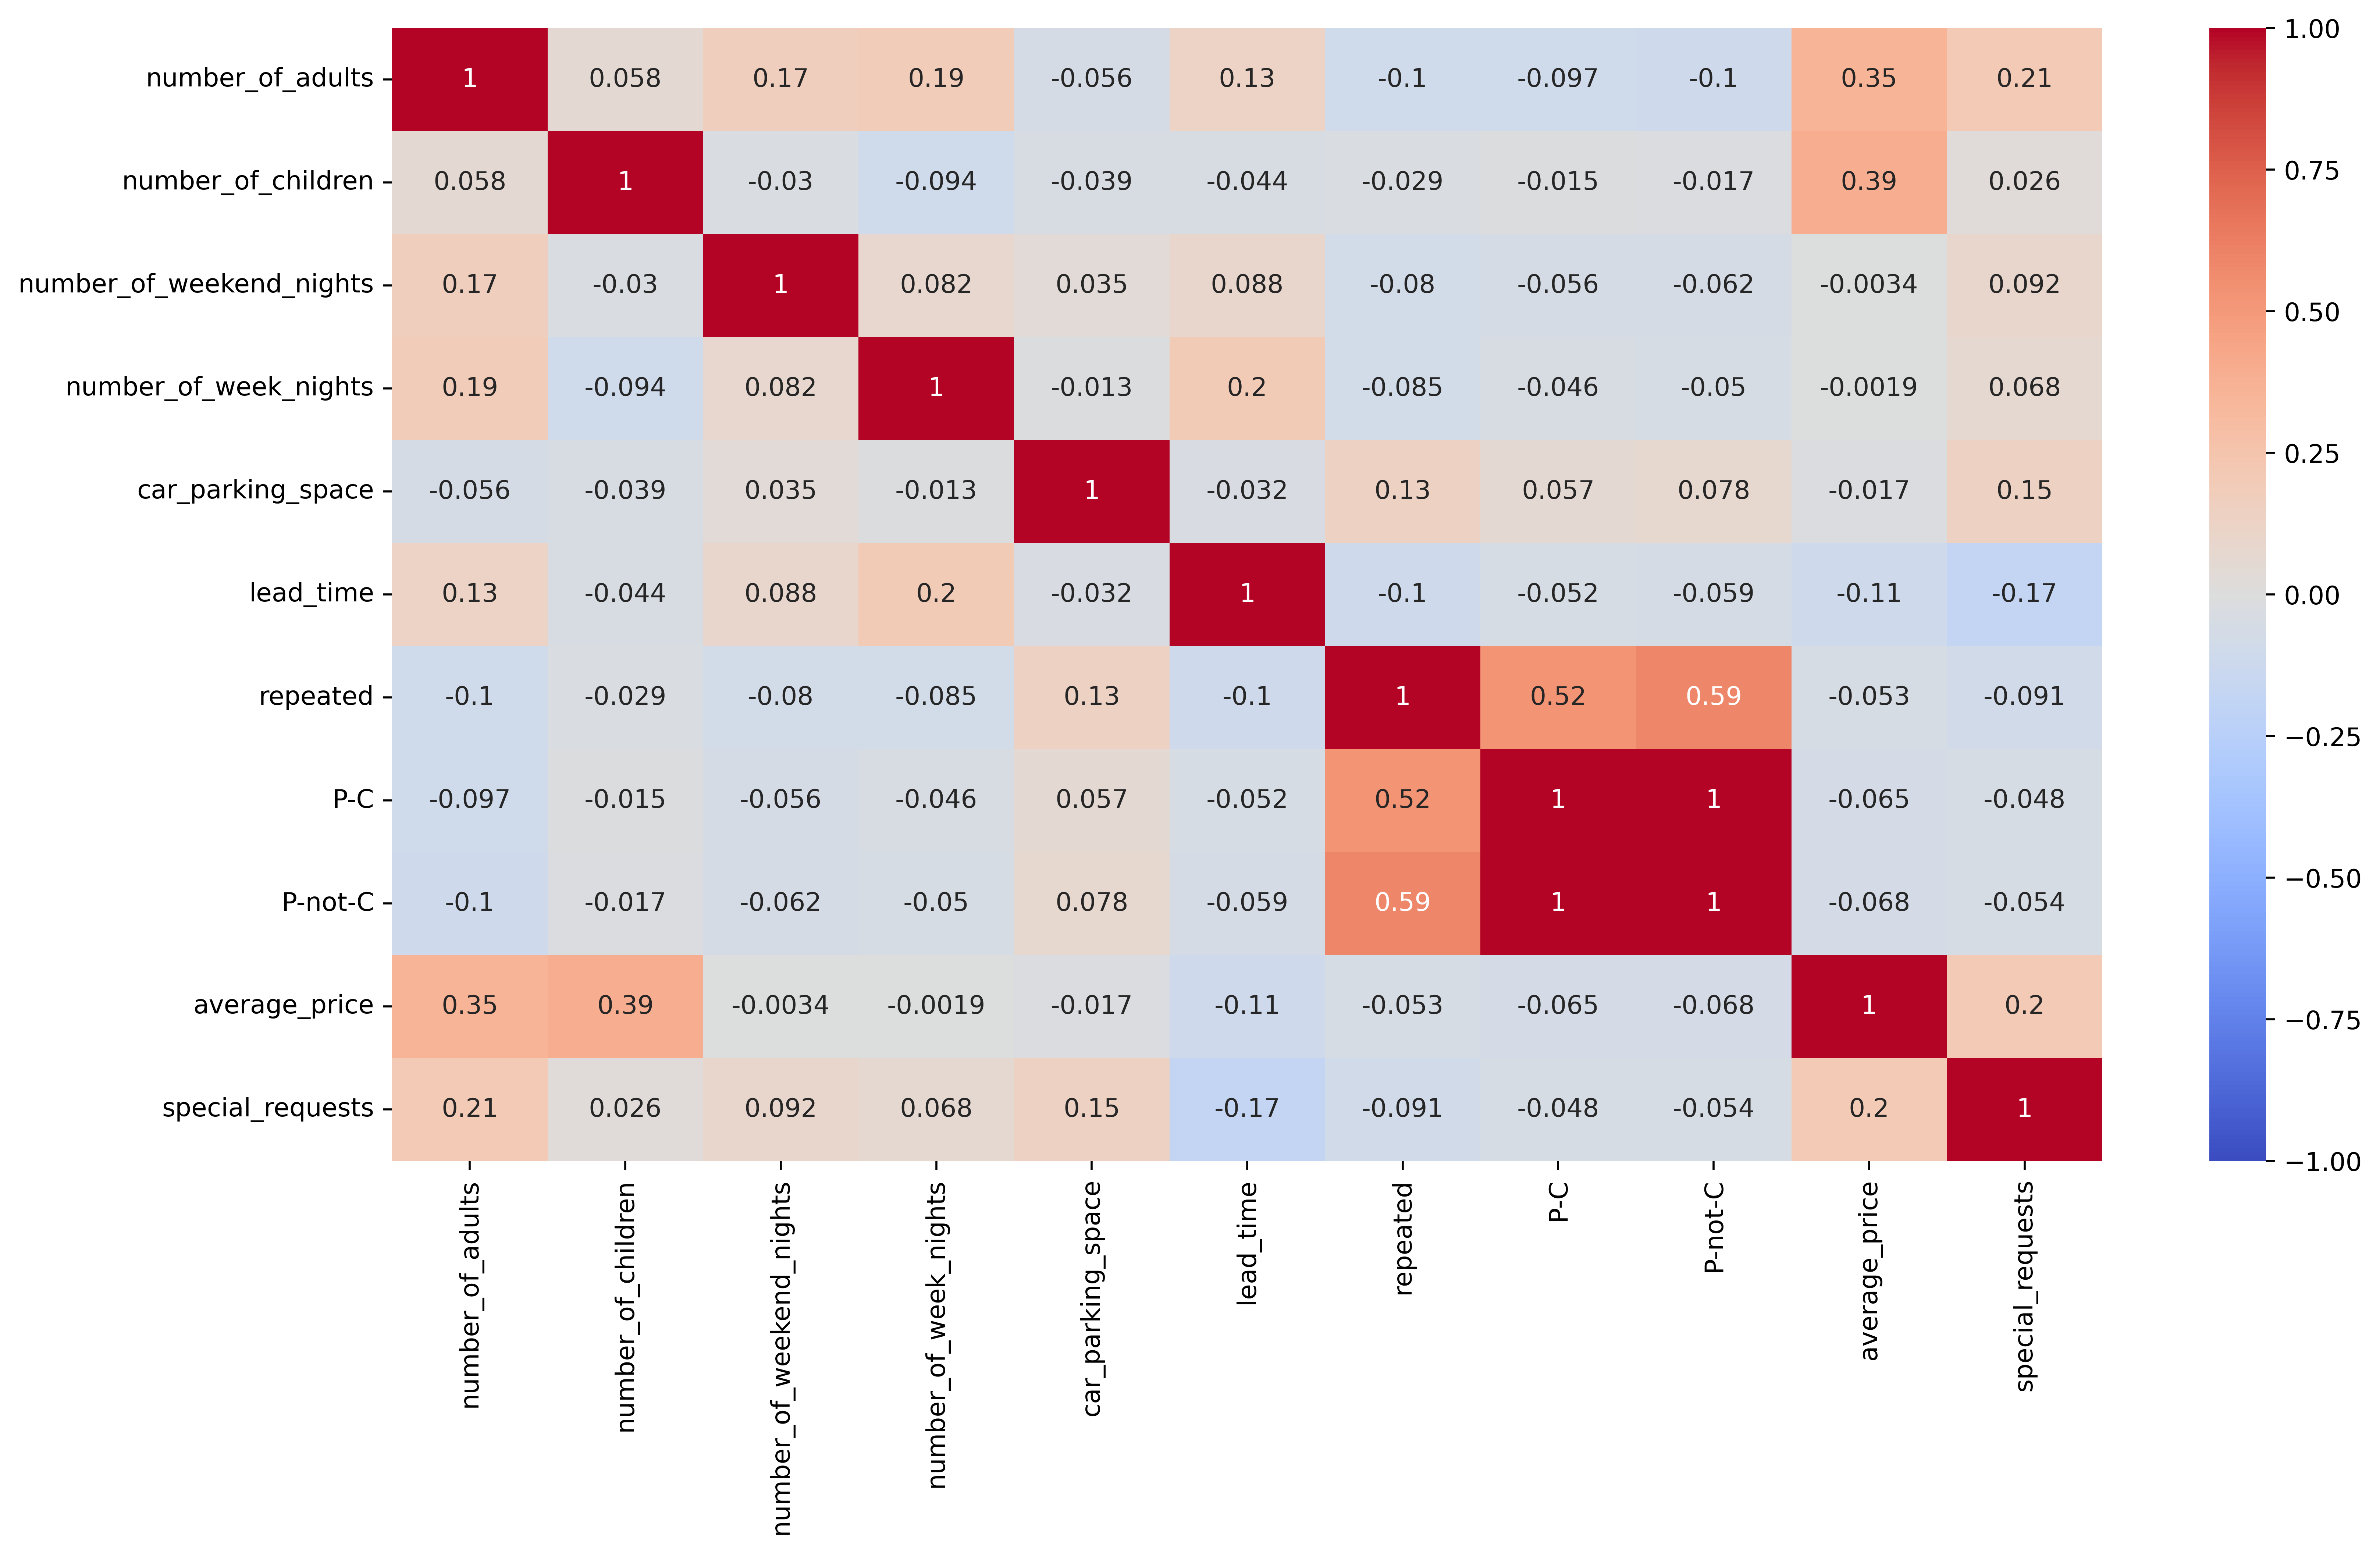 number_of_adults 1 0.058 0.17 0.19 -0.056 0.13 -0.1 -0.097 -0.1 0.35 0.21
number_of_children 0.058 1 -0.03 -0.094 -0.039 -0.044 -0.029 -0.015 -0.017 0.39 0.026
number_of_weekend_nights 0.17 -0.03 1 0.082 0.035 0.088 -0.08 -0.056 -0.062 -0.0034 0.092
number_of_week_nights 0.19 -0.094 0.082 1 -0.013 0.2 -0.085 -0.046 -0.05 -0.0019 0.068
car_parking_space -0.056 -0.039 0.035 -0.013 1 -0.032 0.13 0.057 0.078 -0.017 0.15
lead_time 0.13 -0.044 0.088 0.2 -0.032 1 -0.1 -0.052 -0.059 -0.11 -0.17
repeated -0.1 -0.029 -0.08 -0.085 0.13 -0.1 1 0.52 0.59 -0.053 -0.091
P-C -0.097 -0.015 -0.056 -0.046 0.057 -0.052 0.52 1 1 -0.065 -0.048
P-not-C -0.1 -0.017 -0.062 -0.05 0.078 -0.059 0.59 1 1 -0.068 -0.054
average_price 0.35 0.39 -0.0034 -0.0019 -0.017 -0.11 -0.053 -0.065 -0.068 1 0.2
special_requests 0.21 0.026 0.092 0.068 0.15 -0.17 -0.091 -0.048 -0.054 0.2 1
number_of_adults
number_of_children
number_of_weekend_nights
number_of_week_nights
car_parking_space
lead_time
repeated
P-C
P-not-C
average_price
special_requests
1.00
0.75
0.50
0.25
0.00
−0.25
−0.50
−0.75
−1.00